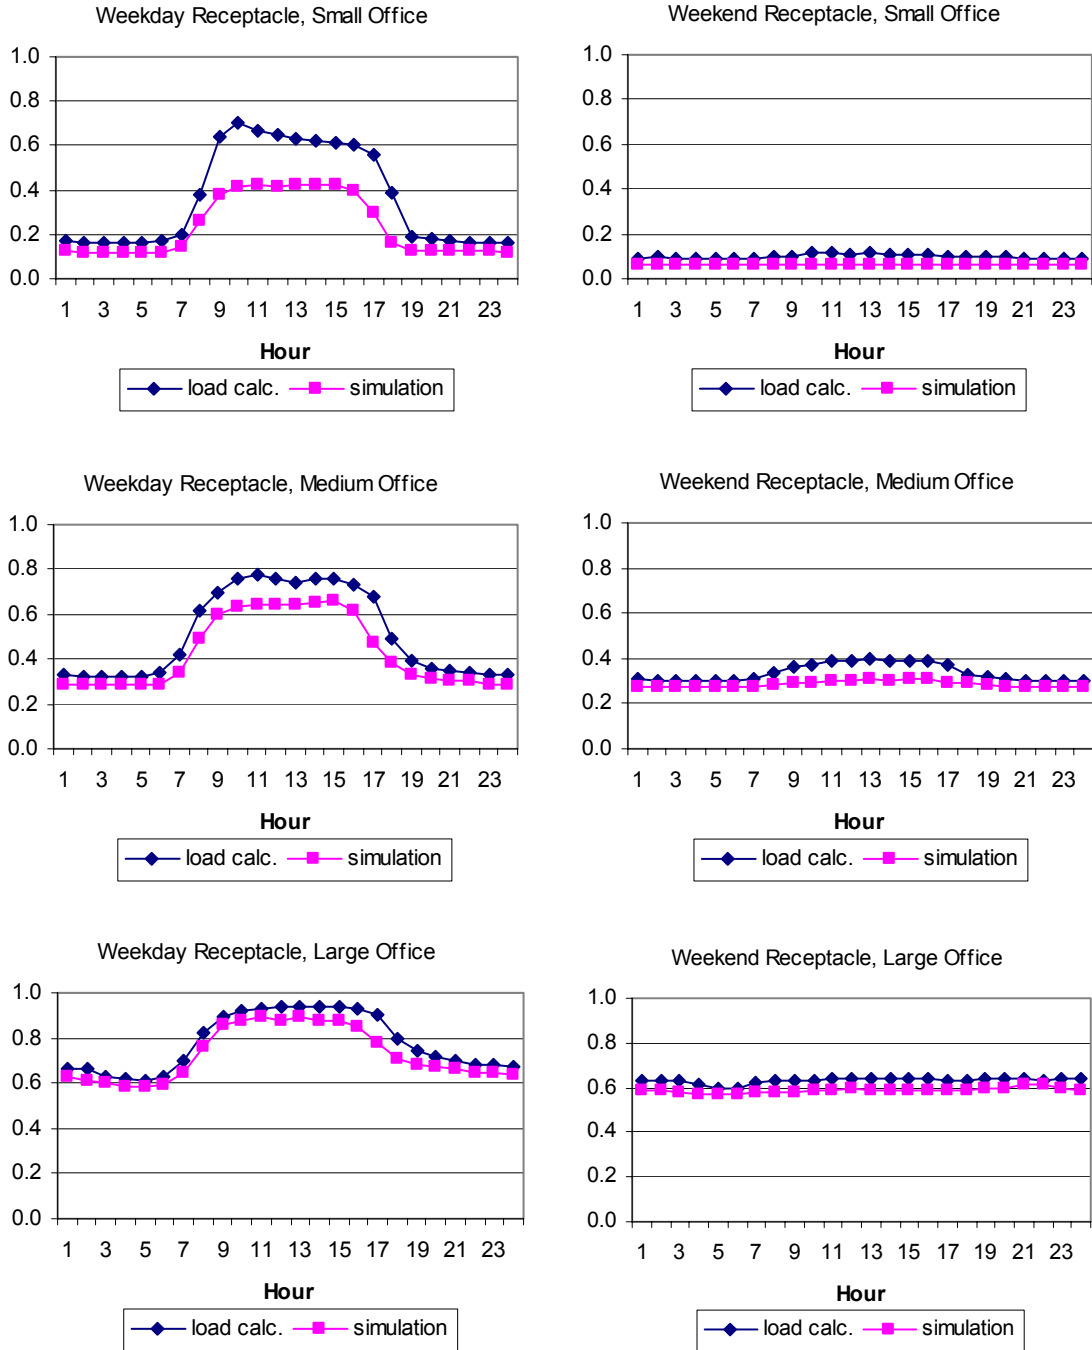 Weekday Receptacle, Small Office
1.0
0.8
0.6
0.4
0.2
0.0
1 3 5 7 9 11 13 15 17 19 21 23
Hour
load calc. simulation
Weekend Receptacle, Small Office
1.0
0.8
0.6
0.4
0.2
0.0
1 3 5 7 9 11 13 15 17 19 21 23
Hour
load calc. simulation
Weekday Receptacle, Medium Office
1.0
0.8
0.6
0.4
0.2
0.0
1 3 5 7 9 11 13 15 17 19 21 23
Hour
load calc. simulation
Weekend Receptacle, Medium Office
1.0
0.8
0.6
0.4
0.2
0.0
1 3 5 7 9 11 13 15 17 19 21 23
Hour
load calc. simulation
Weekday Receptacle, Large Office
1.0
0.8
0.6
0.4
0.2
0.0
1 3 5 7 9 11 13 15 17 19 21 23
Hour
load calc. simulation
Weekend Receptacle, Large Office
1.0
0.8
0.6
0.4
0.2
0.0
1 3 5 7 9 11 13 15 17 19 21 23
Hour
load calc. simulation